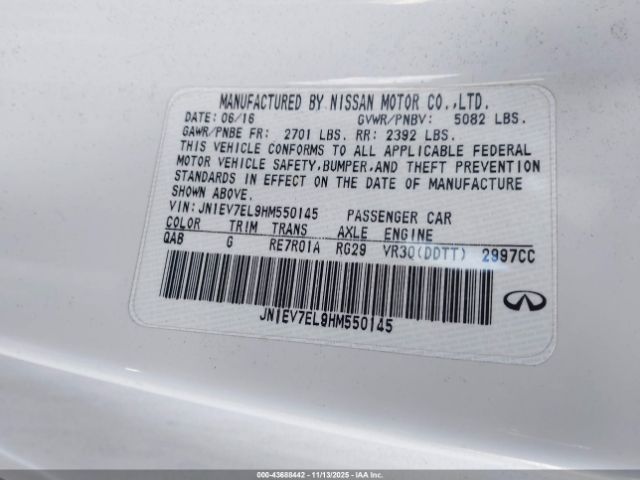 MANUFACTURED BY NISSAN MOTOR CO.,LTD.
DATE: 06/16 GVWR/PNBV: 5082 LBS.
GAWR/PNBE FR: 2701 LBS. RR: 2392 LBS.
THIS VEHICLE CONFORMS TO ALL APPLICABLE FEDERAL
MOTOR VEHICLE SAFETY,BUMPER,AND THEFT PREVENTION
STANDARDS IN EFFECT ON THE DATE OF MANUFACTURE
SHOWN ABOVE.
VIN: JN1EV7EL9HM550145 PASSENGER CAR
COLOR TRIM TRANS AXLE ENGINE
QAB G RE7R01A RG29 VR30(DDTT) 2997CC
JN1EV7EL9HM550145
000-43688442 - 11/13/2025 - IAAI.COM